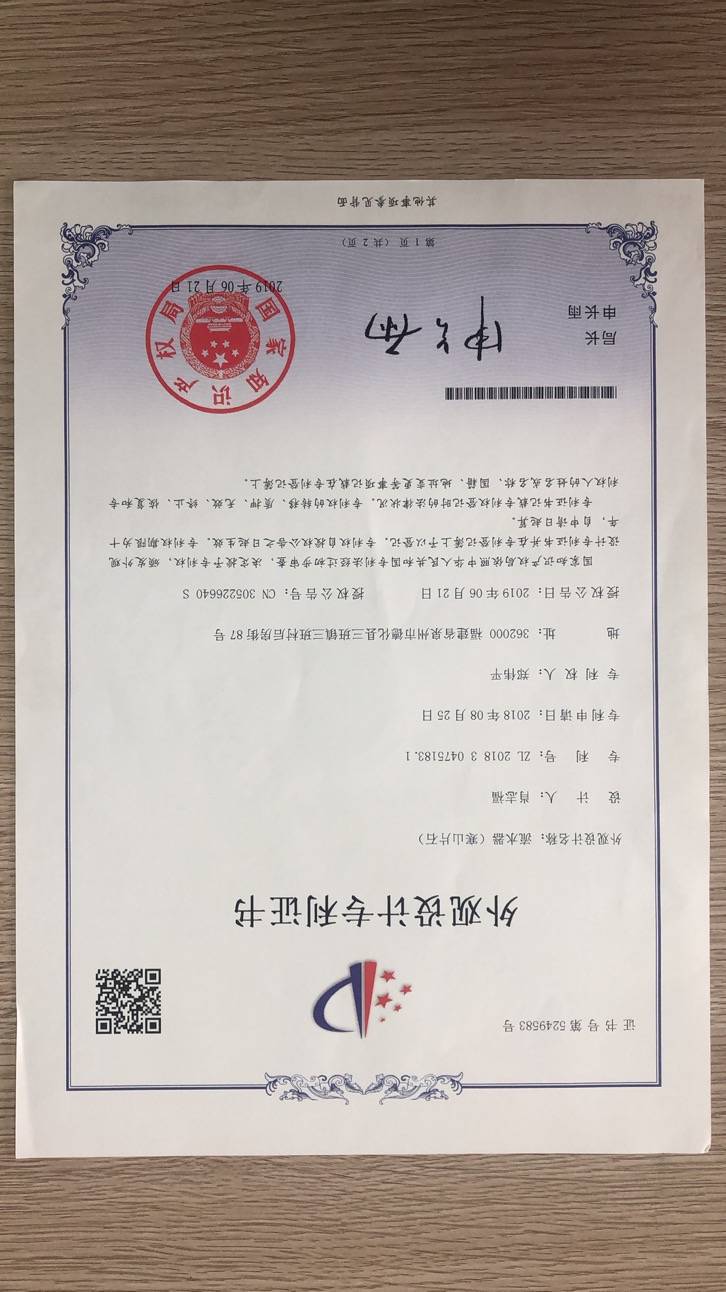 证书号第5249583号
外观设计专利证书
外观设计名称：流水器（寒山片石）
设计人：肖志福
专利号：ZL 2018 3 0475183.1
专利申请日：2018年08月25日
专利权人：郑伟平
地址：362000 福建省泉州市德化县三班镇三班村后房街87号
授权公告日：2019年06月21日 授权公告号：CN 305226640 S
国家知识产权局依照中华人民共和国专利法经过初步审查，决定授予专利权，颁发外观
设计专利证书并在专利登记簿上予以登记。专利权自授权公告之日起生效。专利权期限为十
年，自申请日起算。
专利证书记载专利权登记时的法律状况。专利权的转移、质押、无效、终止、恢复和专
利权人的姓名或名称、国籍、地址变更等事项记载在专利登记簿上。
局长
申长雨
申长雨
国家知识产权局
2019年06月21日
第 1 页 （共 2 页）
其他事项参见背面